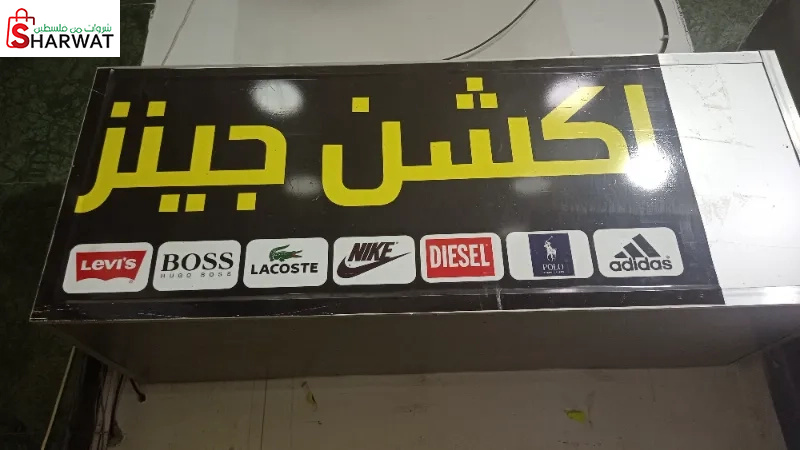 شروات من فلسطين
SHARWAT
اكشن جينز
LEVI'S
BOSS
HUGO BOSS
LACOSTE
NIKE
DIESEL
POLO
adidas